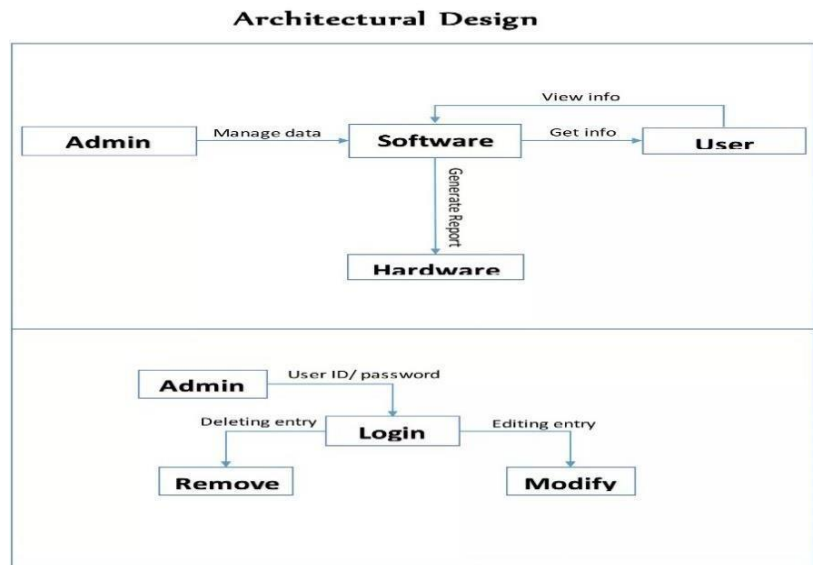 Architectural Design
View info
Admin
Manage data
Software
Get info
User
Generate Report
Hardware
Admin
User ID/ password
Deleting entry
Login
Editing entry
Remove
Modify